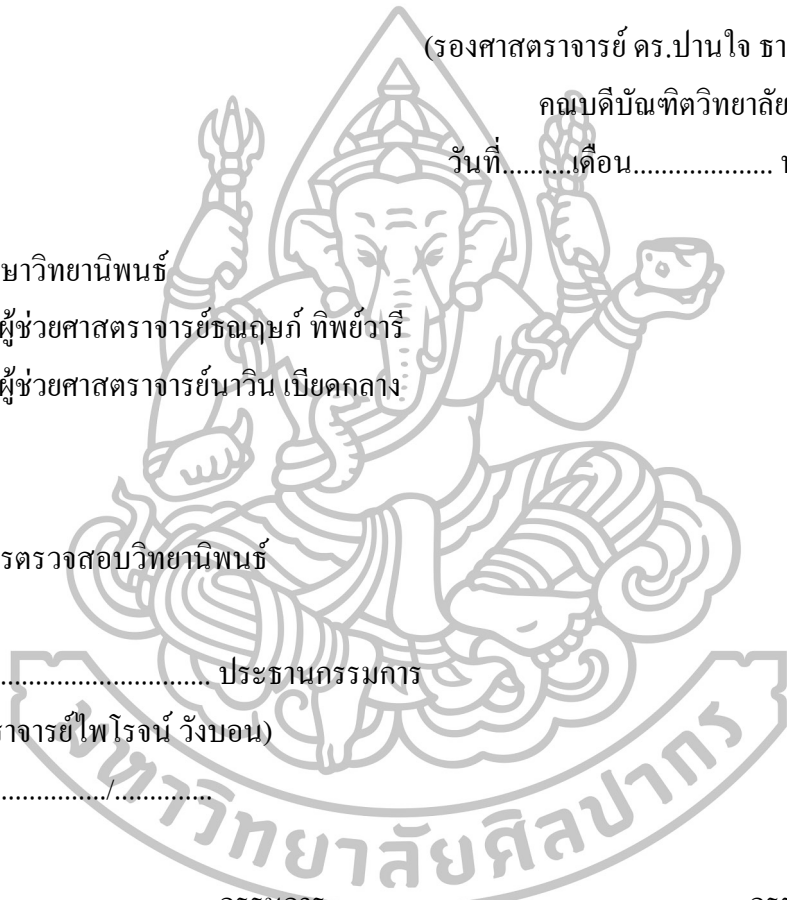 (รองศาสตราจารย์ ดร.ปานใจ ธา
คณบดีบัณฑิตวิทยาลัย
วันที่..........เดือน....................
ษาวิทยานิพนธ์
ผู้ช่วยศาสตราจารย์ธณฤษภ์ ทิพย์วารี
ผู้ช่วยศาสตราจารย์นาวิน เบียดกลาง
รตรวจสอบวิทยานิพนธ์
.............................. ประธานกรรมการ
ราจารย์ไพโรจน์ วังบอน)
.............../..............
มหาวิทยาลัยศิลปากร